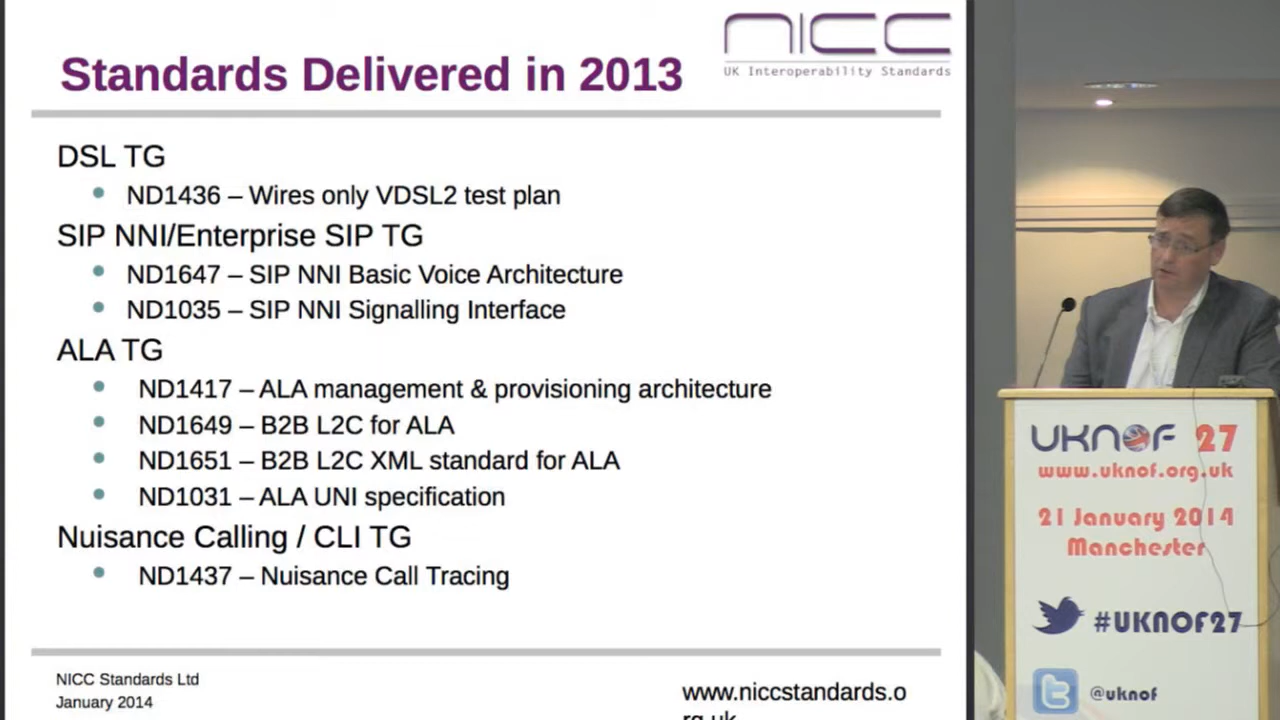 nicc
UK Interoperability Standards
Standards Delivered in 2013
DSL TG
ND1436 – Wires only VDSL2 test plan
SIP NNI/Enterprise SIP TG
ND1647 – SIP NNI Basic Voice Architecture
ND1035 – SIP NNI Signalling Interface
ALA TG
ND1417 – ALA management & provisioning architecture
ND1649 – B2B L2C for ALA
ND1651 – B2B L2C XML standard for ALA
ND1031 – ALA UNI specification
Nuisance Calling / CLI TG
ND1437 – Nuisance Call Tracing
NICC Standards Ltd
January 2014
www.niccstandards.o
rg.uk
UKNOF 27
www.uknof.org.uk
21 January 2014
Manchester
#UKNOF27
@uknof